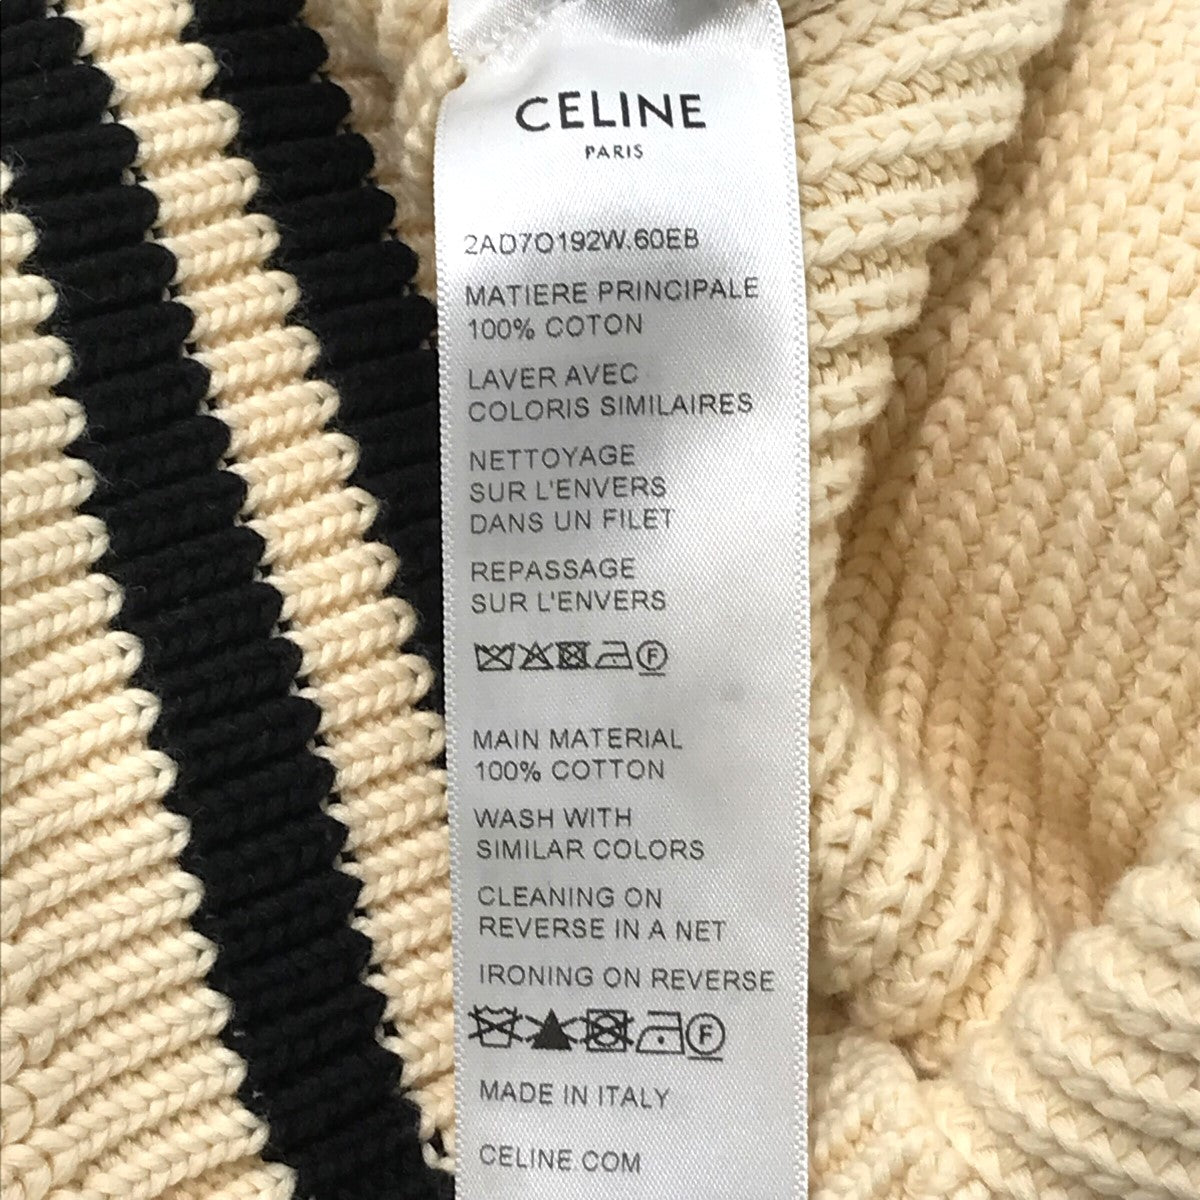 CELINE
PARIS
2AD7O192W.60EB
MATIERE PRINCIPALE
100% COTON
LAVER AVEC
COLORIS SIMILAIRES
NETTOYAGE
SUR L'ENVERS
DANS UN FILET
REPASSAGE
SUR L'ENVERS
F
MAIN MATERIAL
100% COTTON
WASH WITH
SIMILAR COLORS
CLEANING ON
REVERSE IN A NET
IRONING ON REVERSE
F
MADE IN ITALY
CELINE.COM